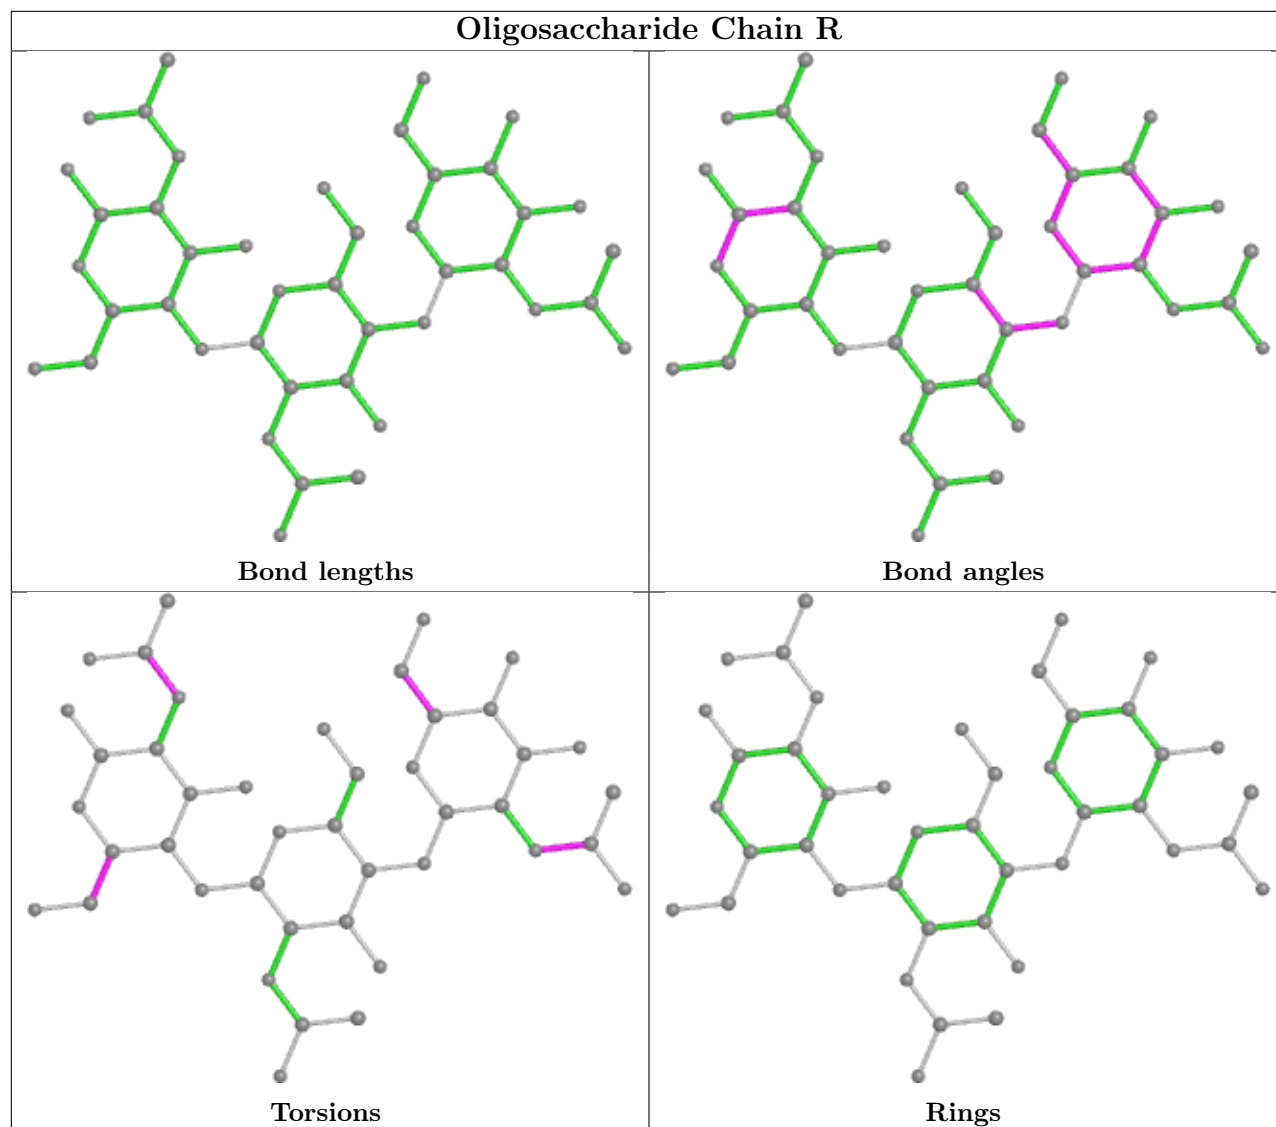 Oligosaccharide Chain R
Bond lengths
Bond angles
Torsions
Rings